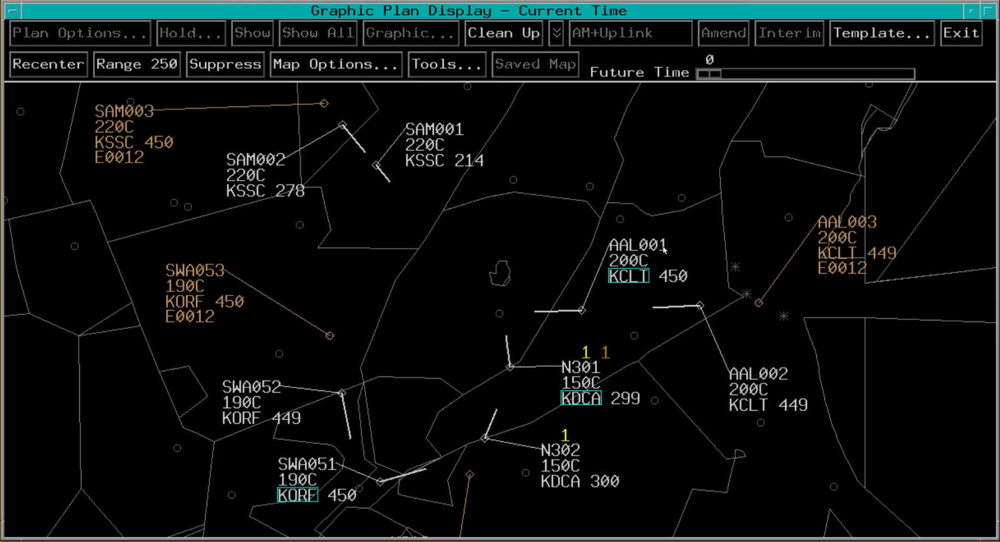 Graphic Plan Display - Current Time
Plan Options... Hold... Show Show All Graphic... Clean Up AM+Uplink Amend Interim Template... Exit
Recenter Range 250 Suppress Map Options... Tools... Saved Map Future Time 0
SAM003
220C
KSSC 450
E0012
SAM002
220C
KSSC 278
SAM001
220C
KSSC 214
AAL003
200C
KCLT 449
E0012
AAL001
200C
KCLT 450
SWA053
190C
KORF 450
E0012
1 1
N301
150C
KDCA 299
AAL002
200C
KCLT 449
SWA052
190C
KORF 449
1
N302
150C
KDCA 300
SWA051
190C
KORF 450